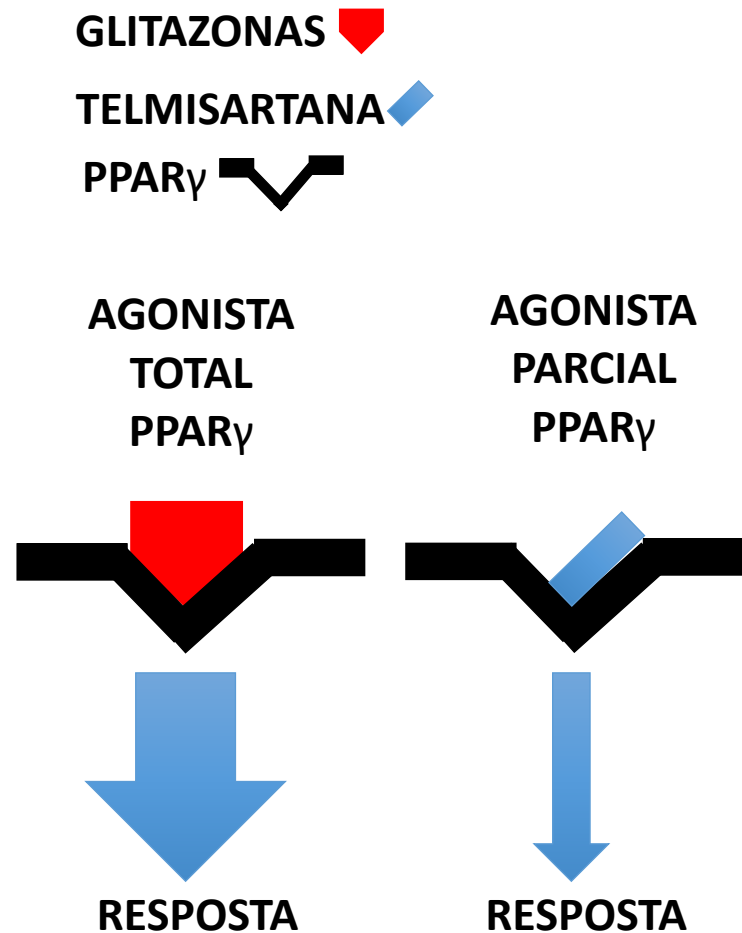 GLITAZONAS
TELMISARTANA
PPARγ
AGONISTA
TOTAL
PPARγ
AGONISTA
PARCIAL
PPARγ
RESPOSTA
RESPOSTA